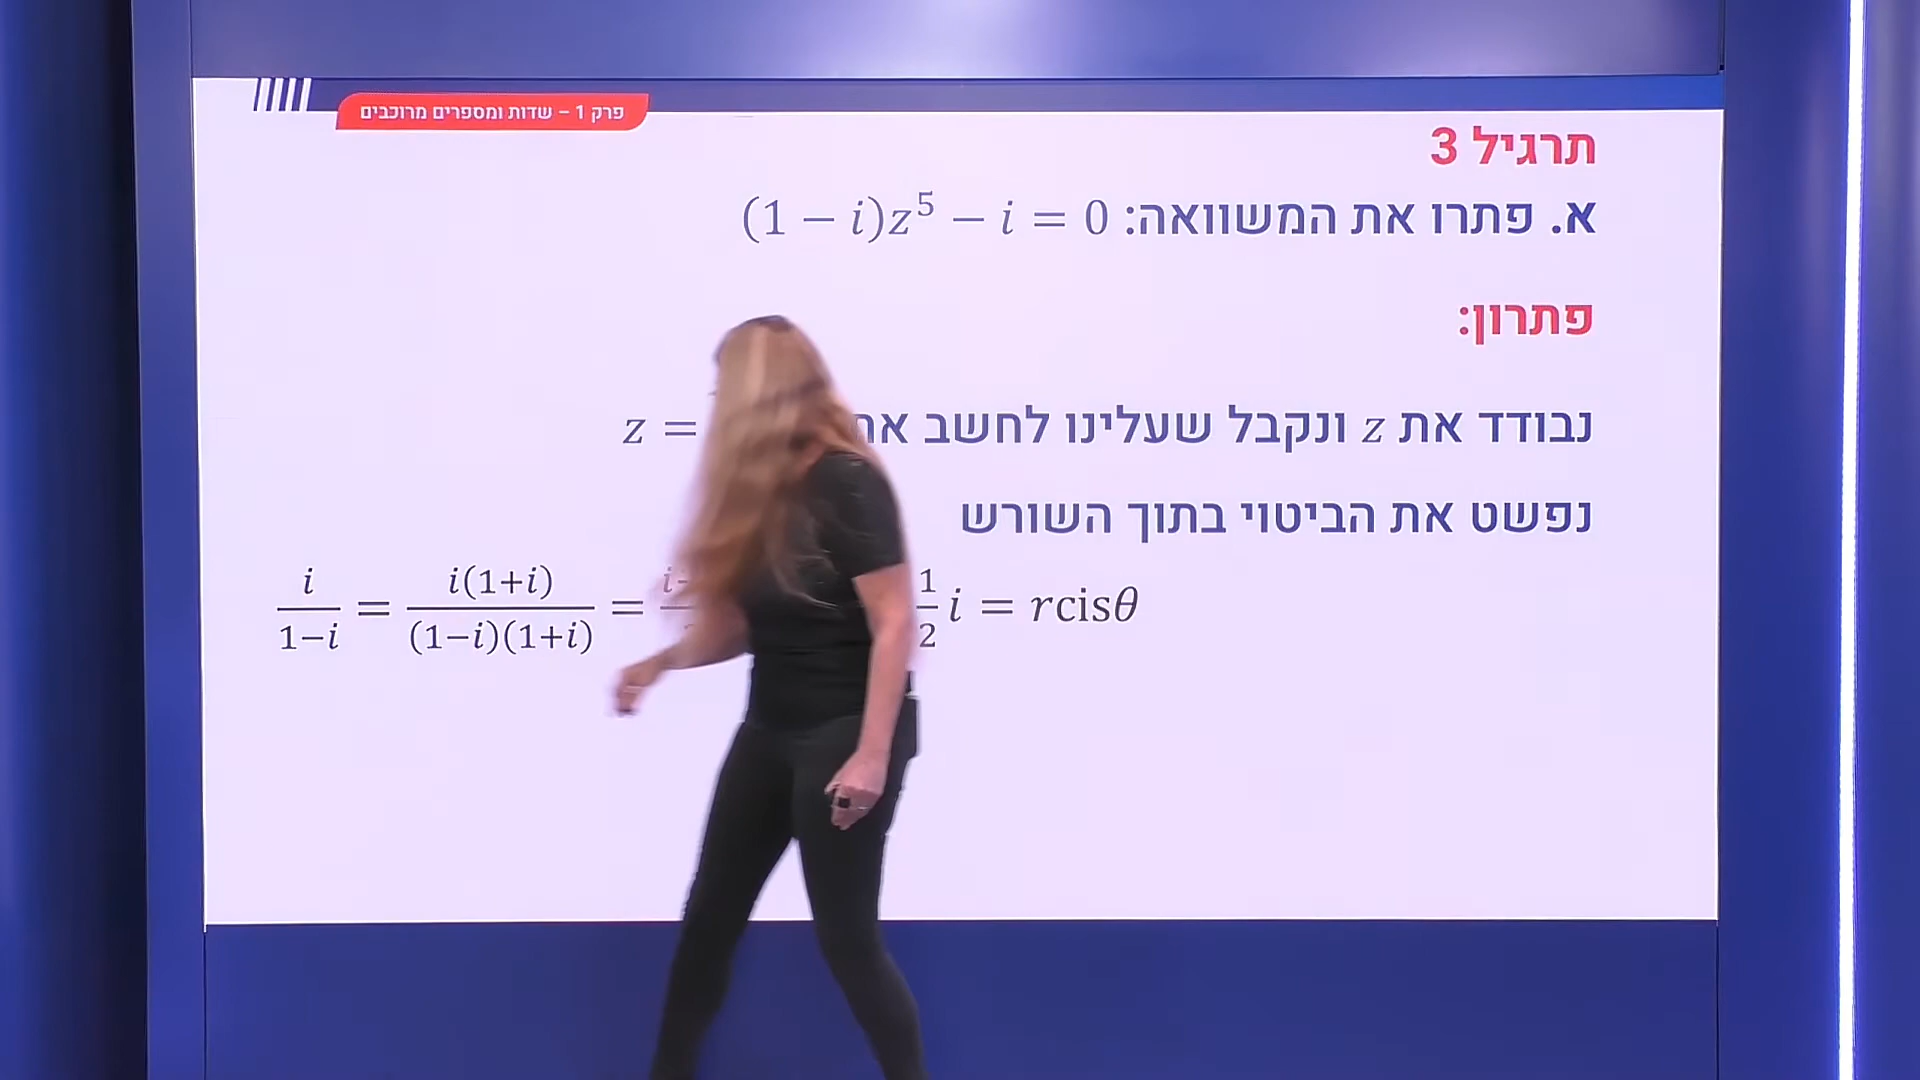 פרק 1 – שדות ומספרים מרוכבים
תרגיל 3
א. פתרו את המשוואה: (1 − i)z⁵ − i = 0
פתרון:
נבודד את z ונקבל שעלינו לחשב z =
נפשט את הביטוי בתוך השורש
i/(1−i) = i(1+i)/((1−i)(1+i)) = 1/2 i = rcisθ